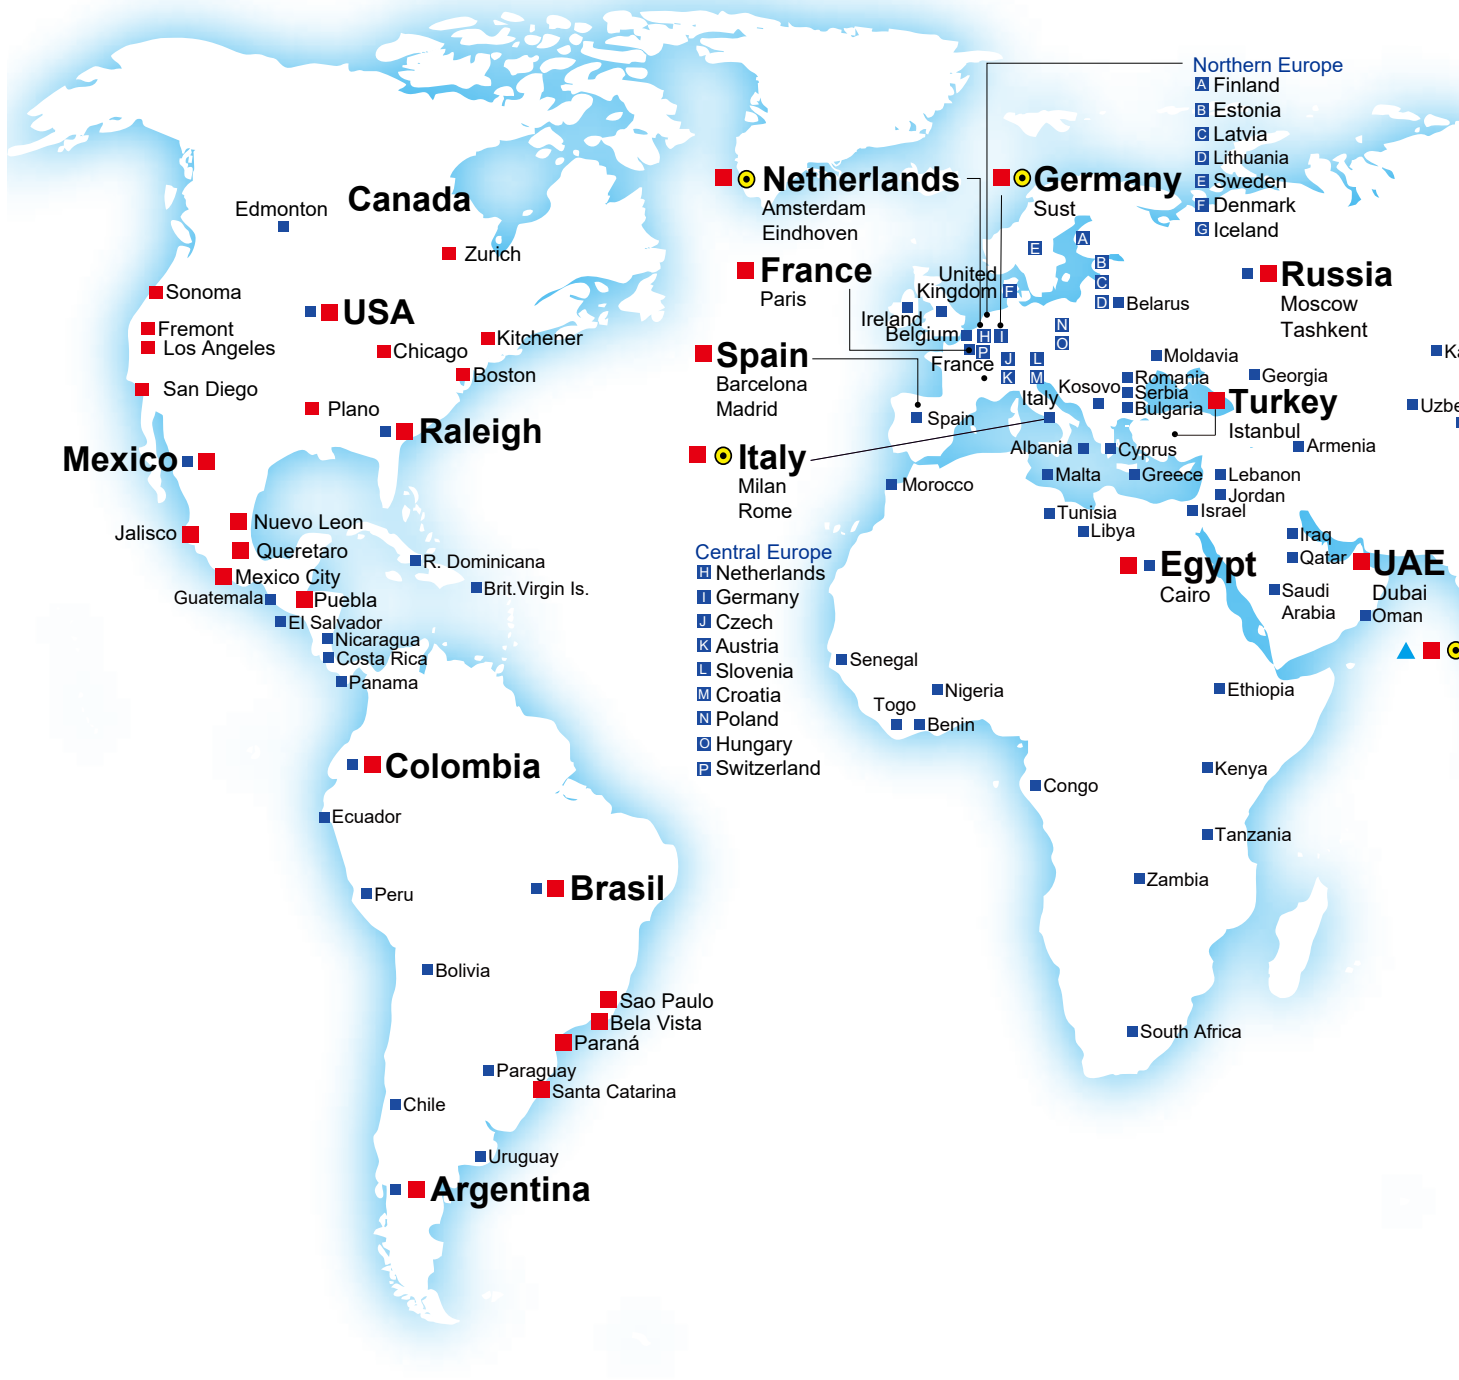 Canada
Edmonton
Zurich
Sonoma
USA
Fremont
Los Angeles
Kitchener
Chicago
Boston
San Diego
Plano
Raleigh
Mexico
Nuevo Leon
Jalisco
Queretaro
Mexico City
Guatemala
Puebla
El Salvador
Nicaragua
Costa Rica
Panama
R. Dominicana
Brit.Virgin Is.
Colombia
Ecuador
Peru
Brasil
Bolivia
Sao Paulo
Bela Vista
Paraná
Paraguay
Santa Catarina
Chile
Uruguay
Argentina
Netherlands
Amsterdam
Eindhoven
France
Paris
Spain
Barcelona
Madrid
Italy
Milan
Rome
Central Europe
H Netherlands
I Germany
J Czech
K Austria
L Slovenia
M Croatia
N Poland
O Hungary
P Switzerland
Germany
Sust
Northern Europe
A Finland
B Estonia
C Latvia
D Lithuania
E Sweden
F Denmark
G Iceland
E
A
B
C
D
F
N
O
H
I
P
J
L
K
M
United
Kingdom
Ireland
Belgium
France
Belarus
Moldavia
Romania
Serbia
Bulgaria
Kosovo
Italy
Spain
Albania
Cyprus
Malta
Greece
Morocco
Tunisia
Libya
Russia
Moscow
Tashkent
Georgia
Turkey
Istanbul
Armenia
Lebanon
Jordan
Israel
Iraq
Qatar
Saudi
Arabia
UAE
Dubai
Oman
Egypt
Cairo
Ka
Uzbe
Senegal
Nigeria
Togo
Benin
Ethiopia
Congo
Kenya
Tanzania
Zambia
South Africa